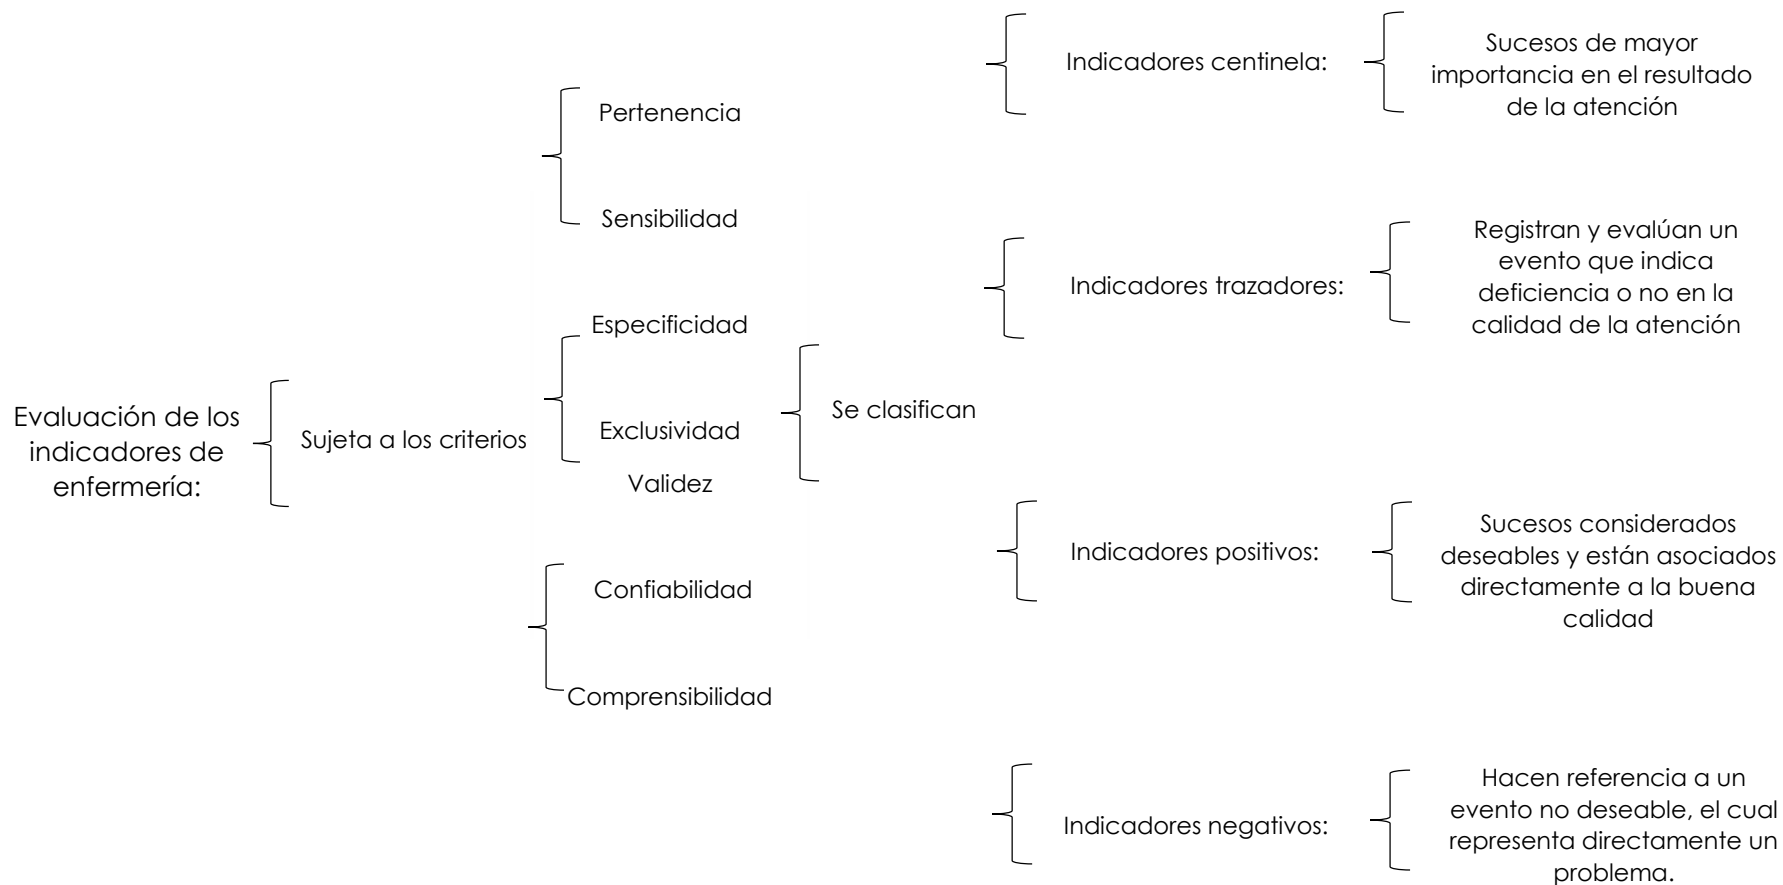 Evaluación de los
indicadores de
enfermería:
Sujeta a los criterios
Pertenencia
Sensibilidad
Especificidad
Exclusividad
Validez
Confiabilidad
Comprensibilidad
Se clasifican
Indicadores centinela:
Sucesos de mayor
importancia en el resultado
de la atención
Indicadores trazadores:
Registran y evalúan un
evento que indica
deficiencia o no en la
calidad de la atención
Indicadores positivos:
Sucesos considerados
deseables y están asociados
directamente a la buena
calidad
Indicadores negativos:
Hacen referencia a un
evento no deseable, el cual
representa directamente un
problema.